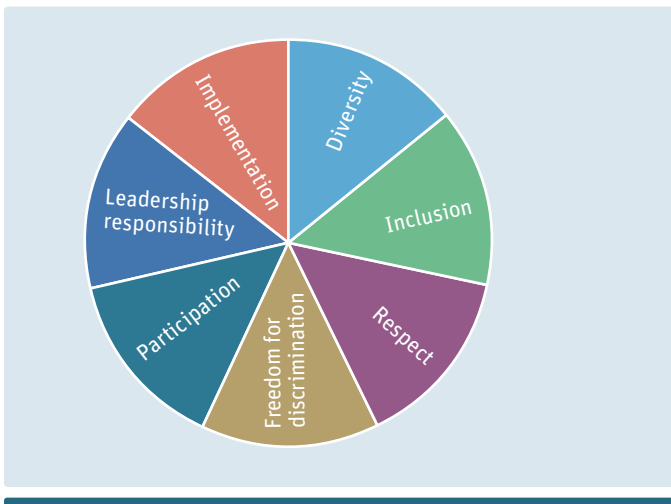 Diversity
Inclusion
Respect
Freedom for
discrimination
Participation
Leadership
responsibility
Implementation